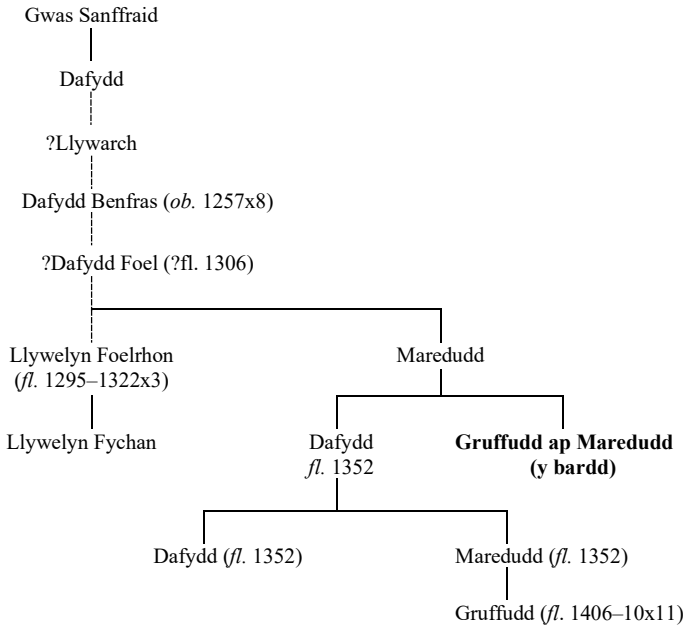 Gwas Sanffraid
Dafydd
?Llywarch
Dafydd Benfras (ob. 1257x8)
?Dafydd Foel (?fl. 1306)
Llywelyn Foelrhon
(fl. 1295–1322x3)
Maredudd
Llywelyn Fychan
Dafydd
fl. 1352
Gruffudd ap Maredudd
(y bardd)
Dafydd (fl. 1352)
Maredudd (fl. 1352)
Gruffudd (fl. 1406–10x11)